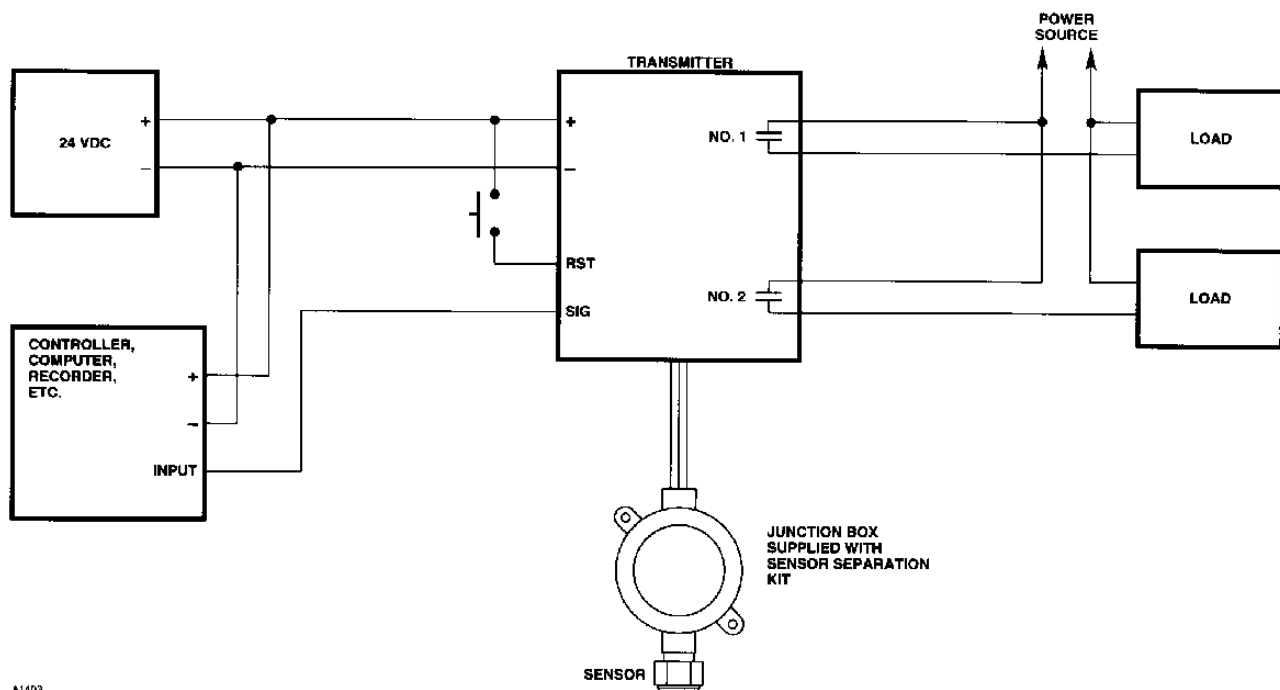 POWER
SOURCE
TRANSMITTER
+
24 VDC
–
+
–
NO. 1
LOAD
RST
SIG
NO. 2
LOAD
CONTROLLER,
COMPUTER,
RECORDER,
ETC.
+
–
INPUT
JUNCTION BOX
SUPPLIED WITH
SENSOR SEPARATION
KIT
SENSOR